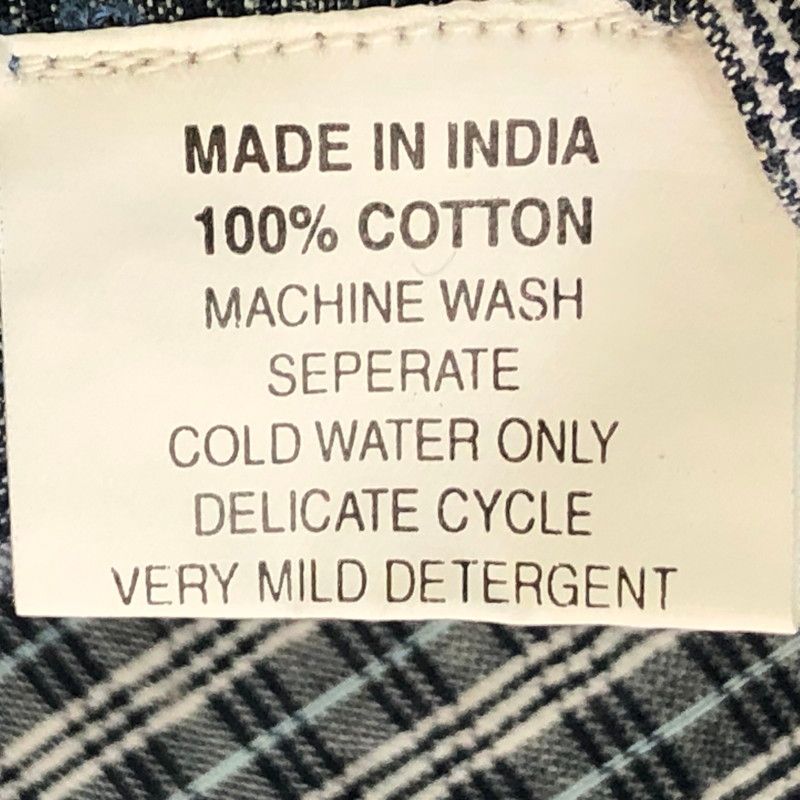 MADE IN INDIA
100% COTTON
MACHINE WASH
SEPERATE
COLD WATER ONLY
DELICATE CYCLE
VERY MILD DETERGENT